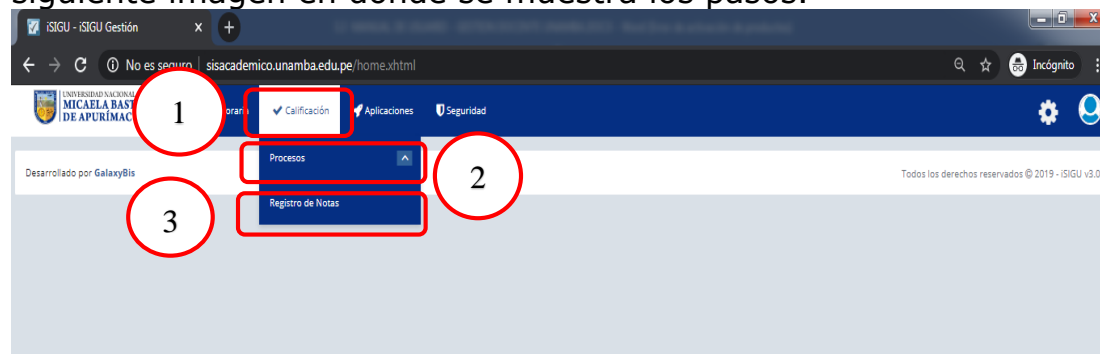 siguiente imagen en donde se muestra los pasos.
iSIGU - iSIGU Gestión
No es seguro sisacademico.unamba.edu.pe/home.xhtml
Incógnito
UNIVERSIDAD NACIONAL
MICAELA BAST
DE APURÍMAC
1
orario
Calificación
Aplicaciones
Seguridad
Procesos
2
Desarrollado por GalaxyBis
Todos los derechos reservados © 2019 - iSIGU v3.0
Registro de Notas
3